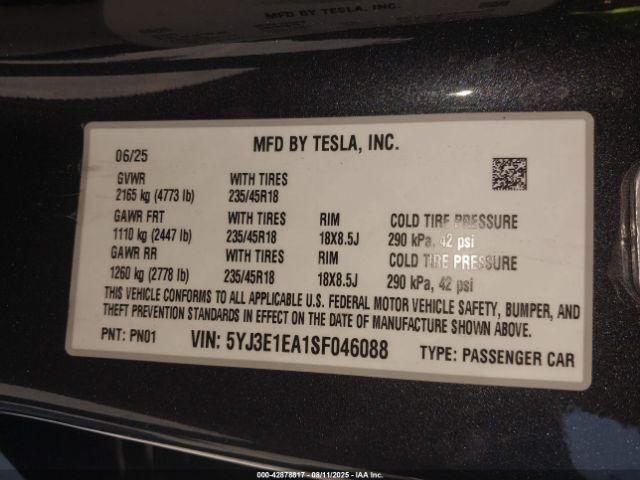 MFD BY TESLA, INC.
06/25 MFD BY TESLA, INC.
GVWR WITH TIRES
2165 kg (4773 lb) 235/45R18
GAWR FRT WITH TIRES RIM COLD TIRE PRESSURE
1110 kg (2447 lb) 235/45R18 18X8.5J 290 kPa, 42 psi
GAWR RR WITH TIRES RIM COLD TIRE PRESSURE
1260 kg (2778 lb) 235/45R18 18X8.5J 290 kPa, 42 psi
THIS VEHICLE CONFORMS TO ALL APPLICABLE U.S. FEDERAL MOTOR VEHICLE SAFETY, BUMPER, AND
THEFT PREVENTION STANDARDS IN EFFECT ON THE DATE OF MANUFACTURE SHOWN ABOVE.
PNT: PN01 VIN: 5YJ3E1EA1SF046088 TYPE: PASSENGER CAR
000-42878817 - 08/11/2025 - IAA Inc.